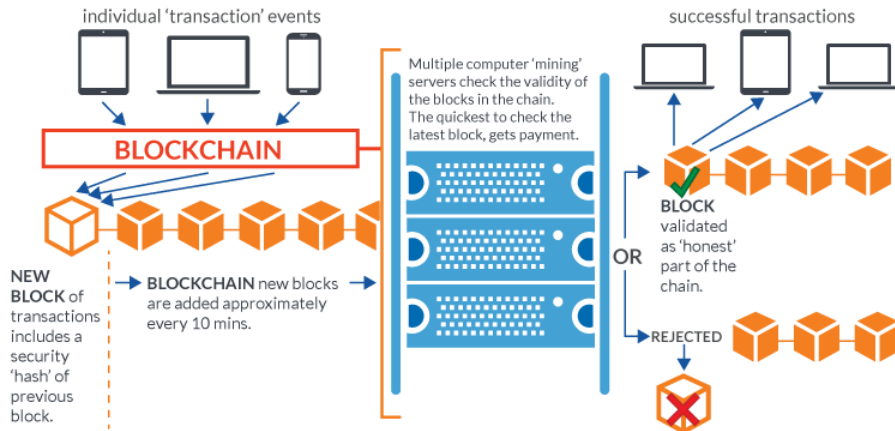 individual ‘transaction’ events
BLOCKCHAIN
NEW
BLOCK of
transactions
includes a
security
‘hash’ of
previous
block.
BLOCKCHAIN new blocks
are added approximately
every 10 mins.
Multiple computer ‘mining’
servers check the validity of
the blocks in the chain.
The quickest to check the
latest block, gets payment.
OR
successful transactions
BLOCK
validated
as ‘honest’
part of the
chain.
REJECTED